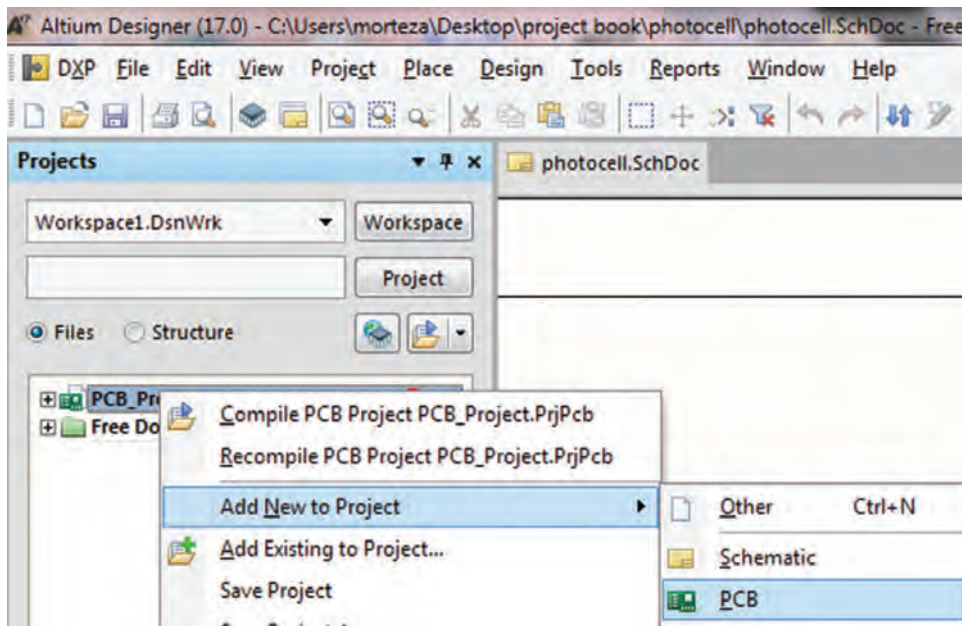 Altium Designer (17.0) - C:\Users\morteza\Desktop\project book\photocell\photocell.SchDoc - Free
DXP File Edit View Project Place Design Tools Reports Window Help
Projects
photocell.SchDoc
Workspace1.DsnWrk Workspace
Project
Files Structure
PCB_Pr
Free Do
Compile PCB Project PCB_Project.PrjPcb
Recompile PCB Project PCB_Project.PrjPcb
Add New to Project
Other Ctrl+N
Add Existing to Project...
Schematic
Save Project
PCB